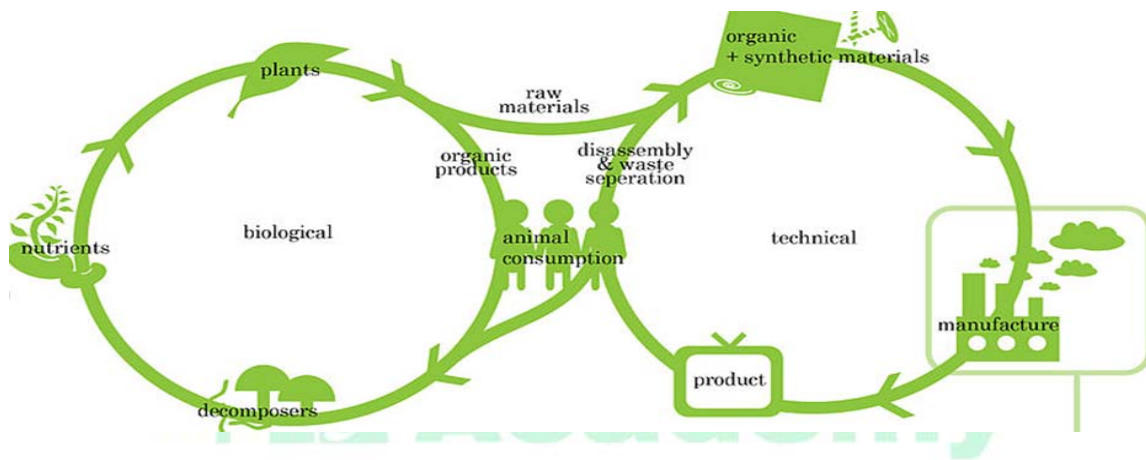 organic
+ synthetic materials
plants
raw
materials
organic
products
disassembly
& waste
seperation
nutrients
biological
animal
consumption
technical
manufacture
product
decomposers
Academy